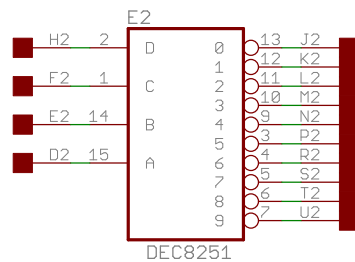 E2
H2 2 D 0 13 J2
1 12 K2
F2 1 C 2 11 L2
3 10 M2
E2 14 B 4 9 N2
5 3 P2
D2 15 A 6 4 R2
7 5 S2
8 6 T2
9 7 U2
DEC8251